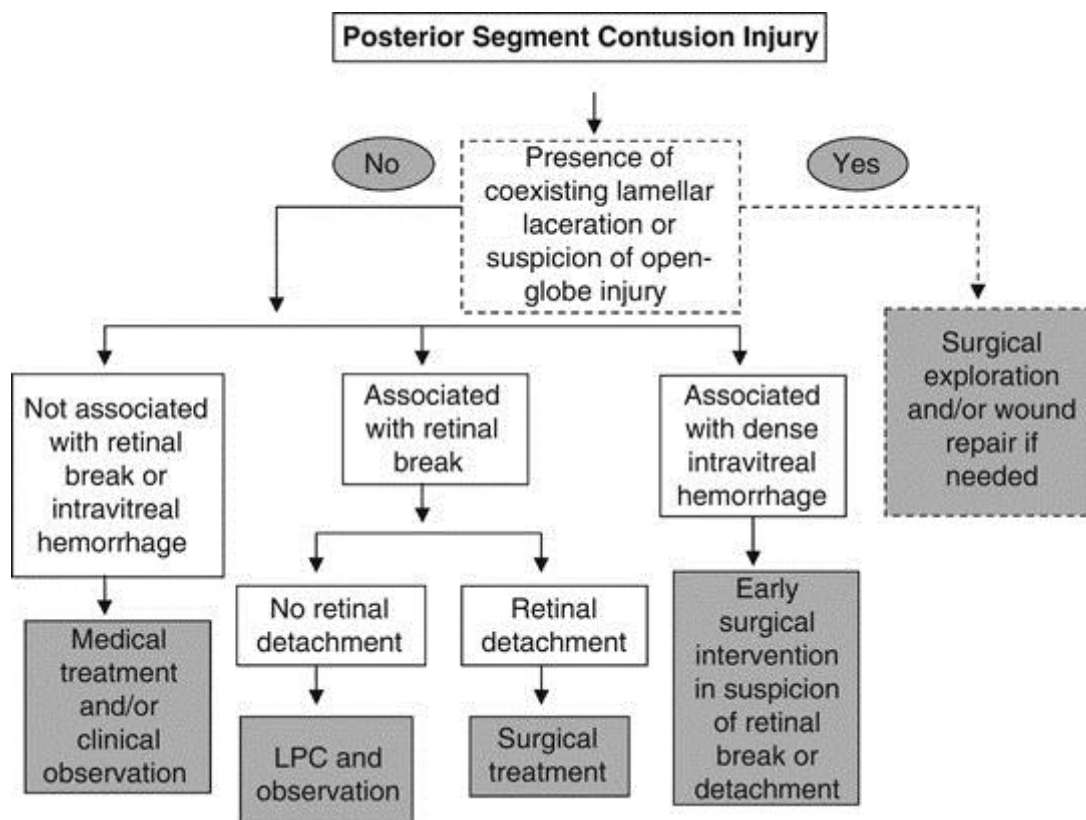 Posterior Segment Contusion Injury
No
Presence of
coexisting lamellar
laceration or
suspicion of open-
globe injury
Yes
Surgical
exploration
and/or wound
repair if
needed
Not associated
with retinal
break or
intravitreal
hemorrhage
Associated
with retinal
break
Associated
with dense
intravitreal
hemorrhage
No retinal
detachment
Retinal
detachment
Medical
treatment
and/or
clinical
observation
LPC and
observation
Surgical
treatment
Early
surgical
intervention
in suspicion
of retinal
break or
detachment